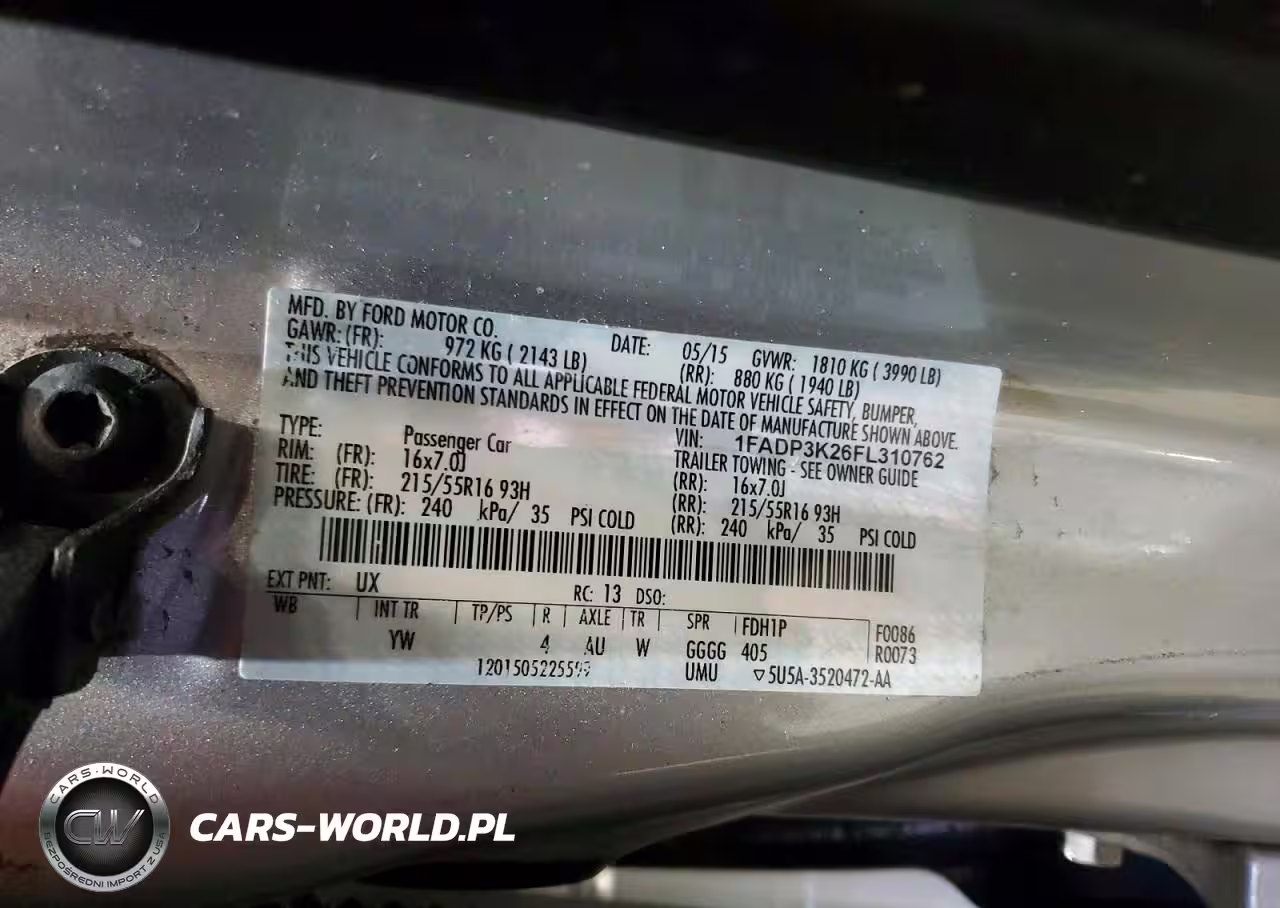 MFD. BY FORD MOTOR CO. DATE: 05/15 GVWR: 1810 KG ( 3990 LB)
GAWR: (FR): 972 KG ( 2143 LB) (RR): 880 KG ( 1940 LB)
THIS VEHICLE CONFORMS TO ALL APPLICABLE FEDERAL MOTOR VEHICLE SAFETY, BUMPER,
AND THEFT PREVENTION STANDARDS IN EFFECT ON THE DATE OF MANUFACTURE SHOWN ABOVE.
TYPE: Passenger Car VIN: 1FADP3K26FL310762
TRAILER TOWING - SEE OWNER GUIDE
RIM: (FR): 16x7.0J (RR): 16x7.0J
TIRE: (FR): 215/55R16 93H (RR): 215/55R16 93H
PRESSURE: (FR): 240 kPa/ 35 PSI COLD (RR): 240 kPa/ 35 PSI COLD
EXT PNT: UX RC: 13 DSO:
WB INT TR TP/PS R AXLE TR SPR FDH1P F0086
YW 4 AU W GGGG 405 R0073
UMU ▽5U5A-3520472-AA
CARS-WORLD
CW
BEZPOŚREDNI IMPORT Z USA
CARS-WORLD.PL